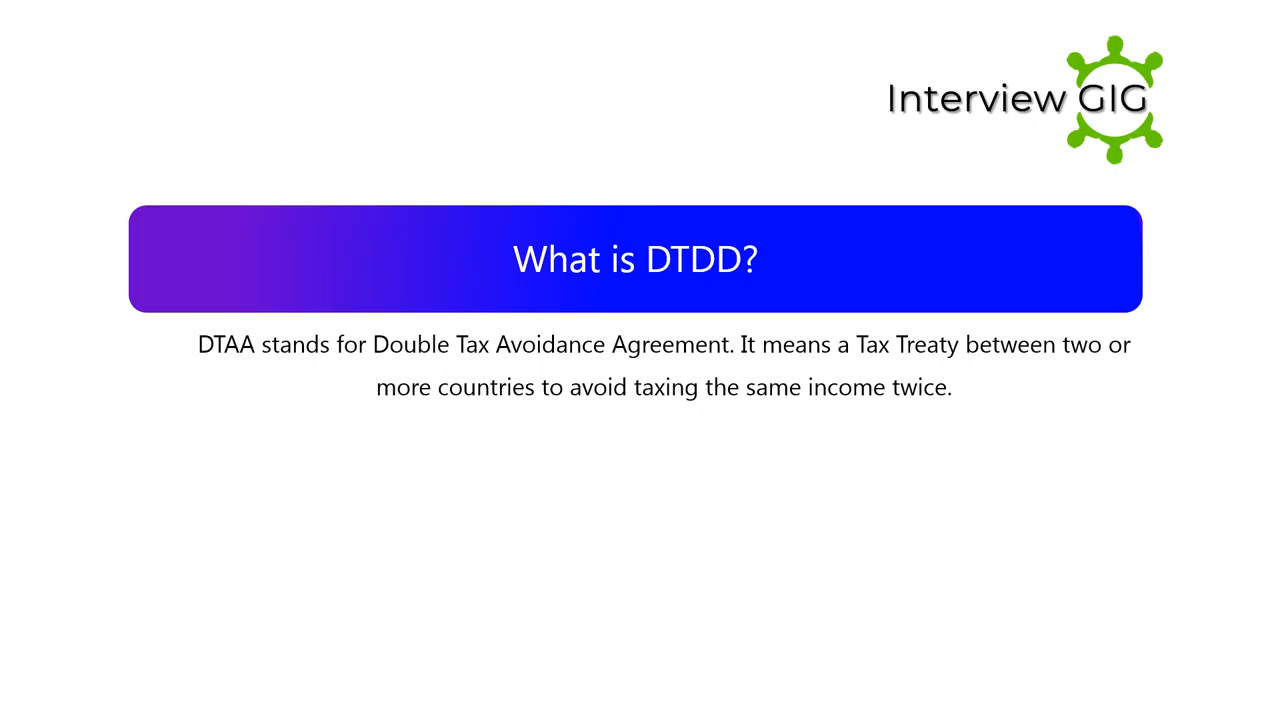 Interview GIG
What is DTDD?
DTAA stands for Double Tax Avoidance Agreement. It means a Tax Treaty between two or
more countries to avoid taxing the same income twice.